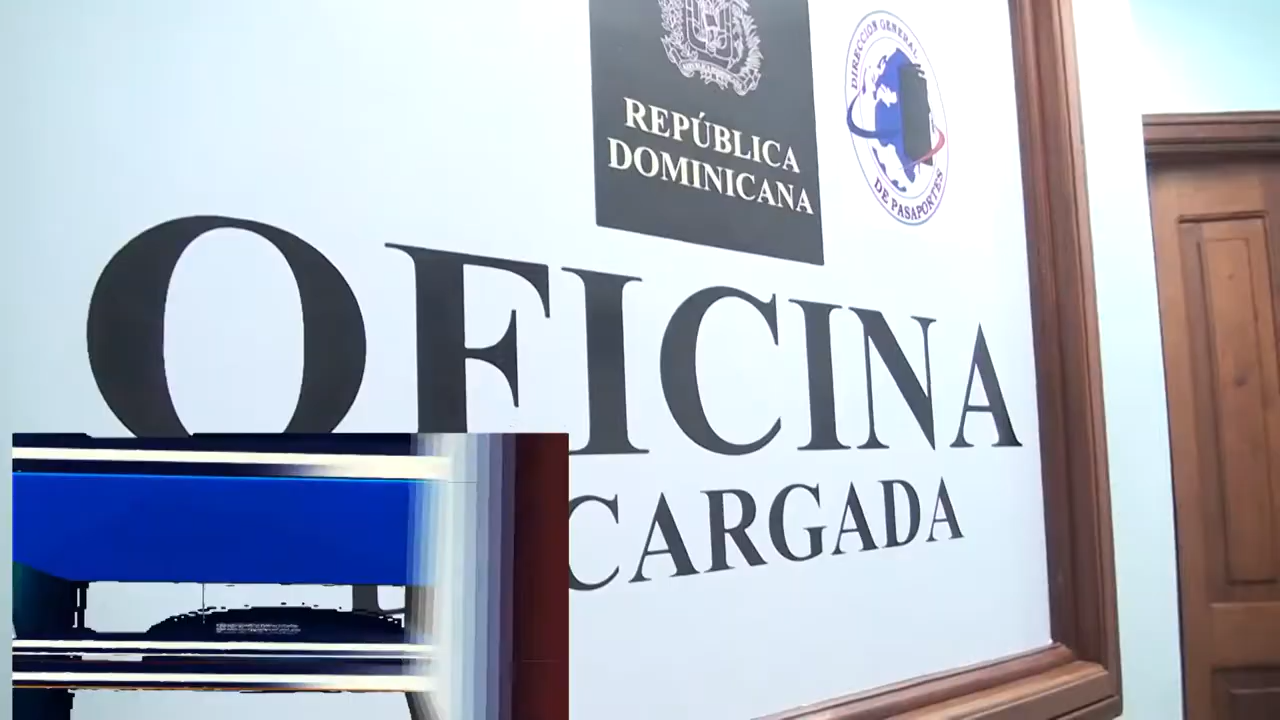 REPÚBLICA
DOMINICANA
DIRECCIÓN GENERAL
DE PASAPORTES
OFICINA
CARGADA